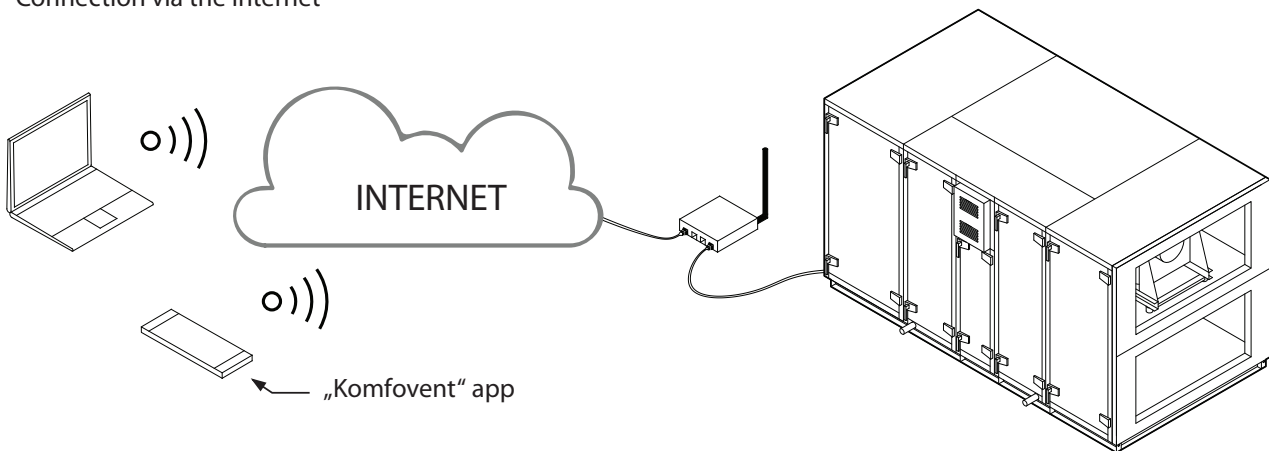 Connection via the internet
INTERNET
„Komfovent“ app